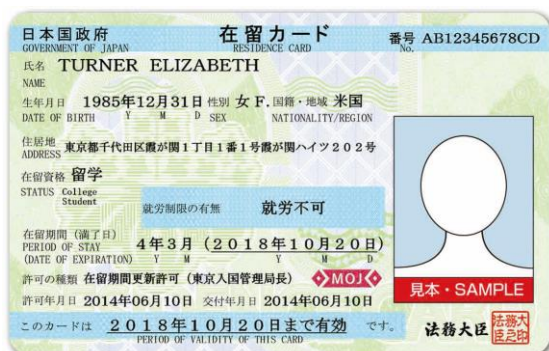 日本国政府 在留カード 番号 AB12345678CD
GOVERNMENT OF JAPAN RESIDENCE CARD No.
氏名 TURNER ELIZABETH
NAME
生年月日 1985年12月31日 性別 女 F. 国籍・地域 米国
DATE OF BIRTH Y M D SEX NATIONALITY/REGION
住居地 東京都千代田区霞が関1丁目1番1号霞が関ハイツ202号
ADDRESS
在留資格 留学
STATUS College
Student
就労制限の有無 就労不可
在留期間(満了日)
PERIOD OF STAY 4年3月(2018年10月20日)
(DATE OF EXPIRATION) Y M Y M D
許可の種類 在留期間更新許可(東京入国管理局長) MOJ
見本・SAMPLE
許可年月日 2014年06月10日 交付年月日 2014年06月10日
このカードは 2018年10月20日まで有効 です。
PERIOD OF VALIDITY OF THIS CARD
法務大臣